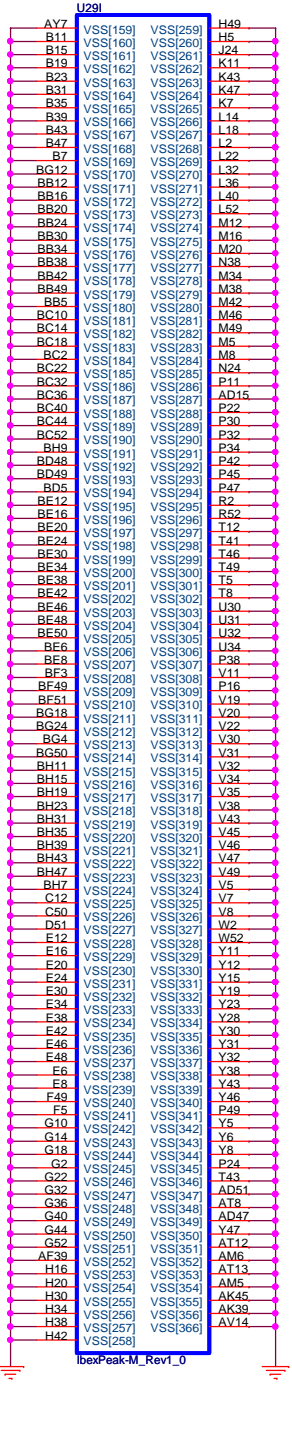 U29I
AY7 VSS[159] VSS[259] H49
B11 VSS[160] VSS[260] H5
B15 VSS[161] VSS[261] J24
B19 VSS[162] VSS[262] K11
B23 VSS[163] VSS[263] K43
B31 VSS[164] VSS[264] K47
B35 VSS[165] VSS[265] K7
B39 VSS[166] VSS[266] L14
B43 VSS[167] VSS[267] L18
B47 VSS[168] VSS[268] L2
B7 VSS[169] VSS[269] L22
BG12 VSS[170] VSS[270] L32
BB12 VSS[171] VSS[271] L36
BB16 VSS[172] VSS[272] L40
BB20 VSS[173] VSS[273] L52
BB24 VSS[174] VSS[274] M12
BB30 VSS[175] VSS[275] M16
BB34 VSS[176] VSS[276] M20
BB38 VSS[177] VSS[277] N38
BB42 VSS[178] VSS[278] M34
BB49 VSS[179] VSS[279] M38
BB5 VSS[180] VSS[280] M42
BC10 VSS[181] VSS[281] M46
BC14 VSS[182] VSS[282] M49
BC18 VSS[183] VSS[283] M5
BC2 VSS[184] VSS[284] M8
BC22 VSS[185] VSS[285] N24
BC32 VSS[186] VSS[286] P11
BC36 VSS[187] VSS[287] AD15
BC40 VSS[188] VSS[288] P22
BC44 VSS[189] VSS[289] P30
BC52 VSS[190] VSS[290] P32
BH9 VSS[191] VSS[291] P34
BD48 VSS[192] VSS[292] P42
BD49 VSS[193] VSS[293] P45
BD5 VSS[194] VSS[294] P47
BE12 VSS[195] VSS[295] R2
BE16 VSS[196] VSS[296] R52
BE20 VSS[197] VSS[297] T12
BE24 VSS[198] VSS[298] T41
BE30 VSS[199] VSS[299] T46
BE34 VSS[200] VSS[300] T49
BE38 VSS[201] VSS[301] T5
BE42 VSS[202] VSS[302] T8
BE46 VSS[203] VSS[303] U30
BE48 VSS[204] VSS[304] U31
BE50 VSS[205] VSS[305] U32
BE6 VSS[206] VSS[306] U34
BE8 VSS[207] VSS[307] P38
BF3 VSS[208] VSS[308] V11
BF49 VSS[209] VSS[309] P16
BF51 VSS[210] VSS[310] V19
BG18 VSS[211] VSS[311] V20
BG24 VSS[212] VSS[312] V22
BG4 VSS[213] VSS[313] V30
BG50 VSS[214] VSS[314] V31
BH11 VSS[215] VSS[315] V32
BH15 VSS[216] VSS[316] V34
BH19 VSS[217] VSS[317] V35
BH23 VSS[218] VSS[318] V38
BH31 VSS[219] VSS[319] V43
BH35 VSS[220] VSS[320] V45
BH39 VSS[221] VSS[321] V46
BH43 VSS[222] VSS[322] V47
BH47 VSS[223] VSS[323] V49
BH7 VSS[224] VSS[324] V5
C12 VSS[225] VSS[325] V7
C50 VSS[226] VSS[326] V8
D51 VSS[227] VSS[327] W2
E12 VSS[228] VSS[328] W52
E16 VSS[229] VSS[329] Y11
E20 VSS[230] VSS[330] Y12
E24 VSS[231] VSS[331] Y15
E30 VSS[232] VSS[332] Y19
E34 VSS[233] VSS[333] Y23
E38 VSS[234] VSS[334] Y28
E42 VSS[235] VSS[335] Y30
E46 VSS[236] VSS[336] Y31
E48 VSS[237] VSS[337] Y32
E6 VSS[238] VSS[338] Y38
E8 VSS[239] VSS[339] Y43
F49 VSS[240] VSS[340] Y46
F5 VSS[241] VSS[341] P49
G10 VSS[242] VSS[342] Y5
G14 VSS[243] VSS[343] Y6
G18 VSS[244] VSS[344] Y8
G2 VSS[245] VSS[345] P24
G22 VSS[246] VSS[346] T43
G32 VSS[247] VSS[347] AD51
G36 VSS[248] VSS[348] AT8
G40 VSS[249] VSS[349] AD47
G44 VSS[250] VSS[350] Y47
G52 VSS[251] VSS[351] AT12
AF39 VSS[252] VSS[352] AM6
H16 VSS[253] VSS[353] AT13
H20 VSS[254] VSS[354] AM5
H30 VSS[255] VSS[355] AK45
H34 VSS[256] VSS[356] AK39
H38 VSS[257] VSS[366] AV14
H42 VSS[258]
IbexPeak-M_Rev1_0